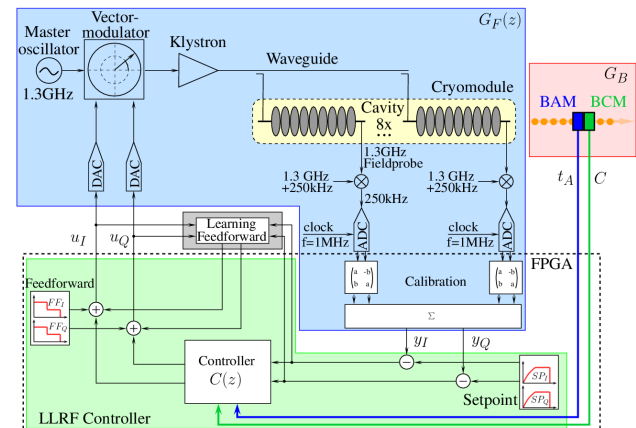 G_F(z)
Vector-
modulator
Master
oscillator
1.3GHz
Klystron
Waveguide
Cryomodule
Cavity
8x
...
G_B
BAM BCM
t_A C
1.3GHz
Fieldprobe
1.3 GHz
+250kHz
250kHz
1.3 GHz
+250kHz
DAC
DAC
clock
f=1MHz
ADC
clock
f=1MHz
ADC
u_I u_Q
Learning
Feedforward
FPGA
Feedforward
FF_I
FF_Q
a -b
b a
Calibration
a -b
b a
Σ
y_I y_Q
Controller
C(z)
SP_I
SP_Q
Setpoint
LLRF Controller